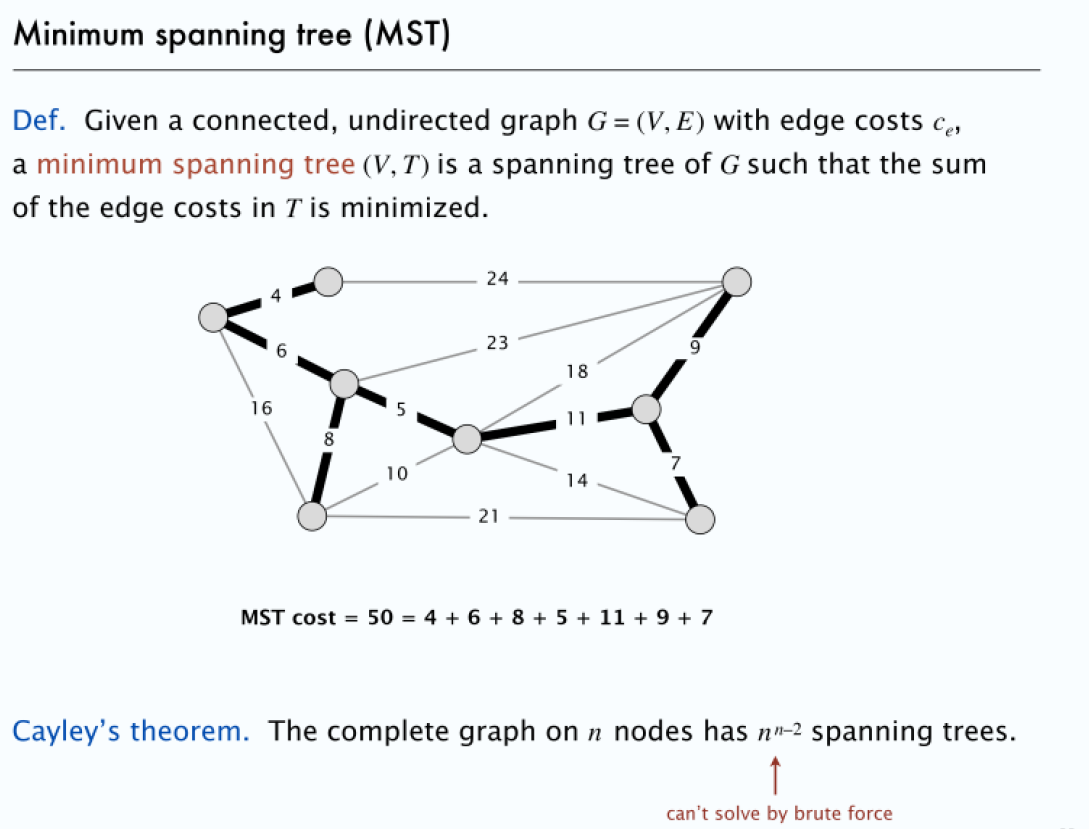 Minimum spanning tree (MST)
Def. Given a connected, undirected graph G = (V, E) with edge costs cₑ,
a minimum spanning tree (V, T) is a spanning tree of G such that the sum
of the edge costs in T is minimized.
24
4
23
9
6
18
16
5
11
8
7
10
14
21
MST cost = 50 = 4 + 6 + 8 + 5 + 11 + 9 + 7
Cayley’s theorem. The complete graph on n nodes has nⁿ⁻² spanning trees.
can’t solve by brute force